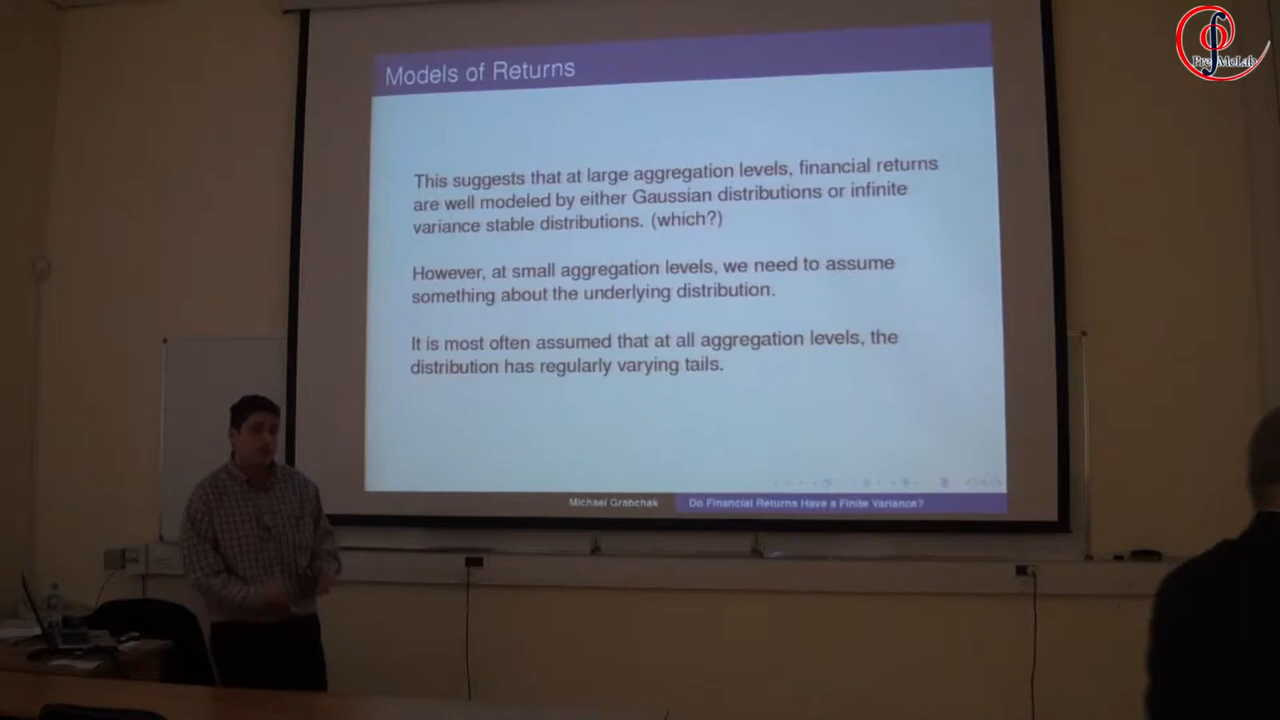 Models of Returns
This suggests that at large aggregation levels, financial returns
are well modeled by either Gaussian distributions or infinite
variance stable distributions. (which?)
However, at small aggregation levels, we need to assume
something about the underlying distribution.
It is most often assumed that at all aggregation levels, the
distribution has regularly varying tails.
Michael Grabchak Do Financial Returns Have a Finite Variance?
PreMoLab